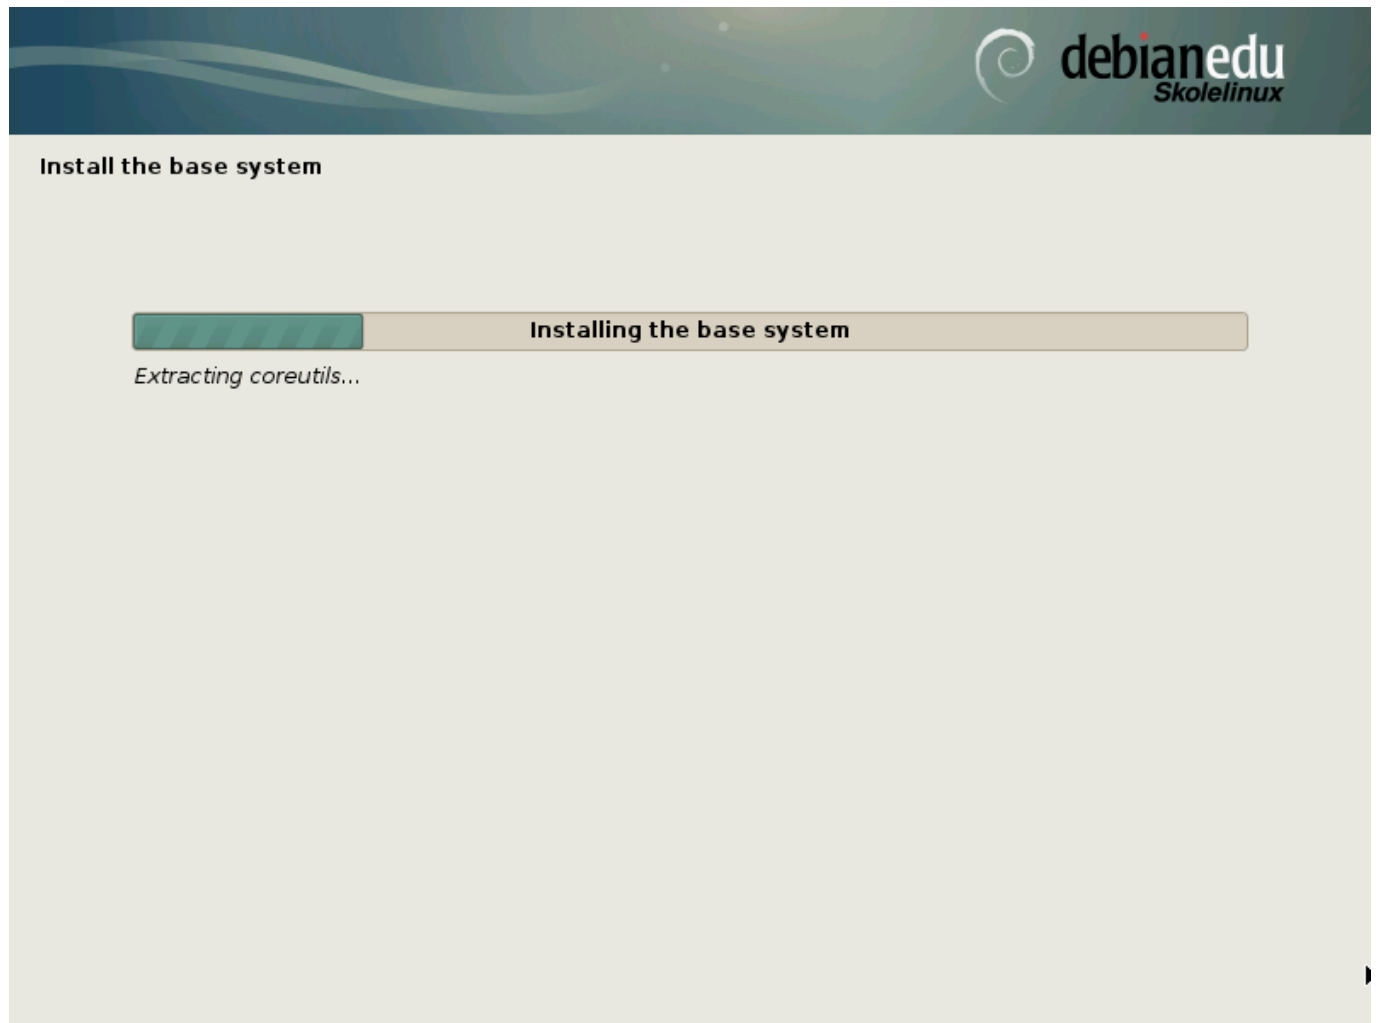 debianedu
Skolelinux
Install the base system
Installing the base system
Extracting coreutils...